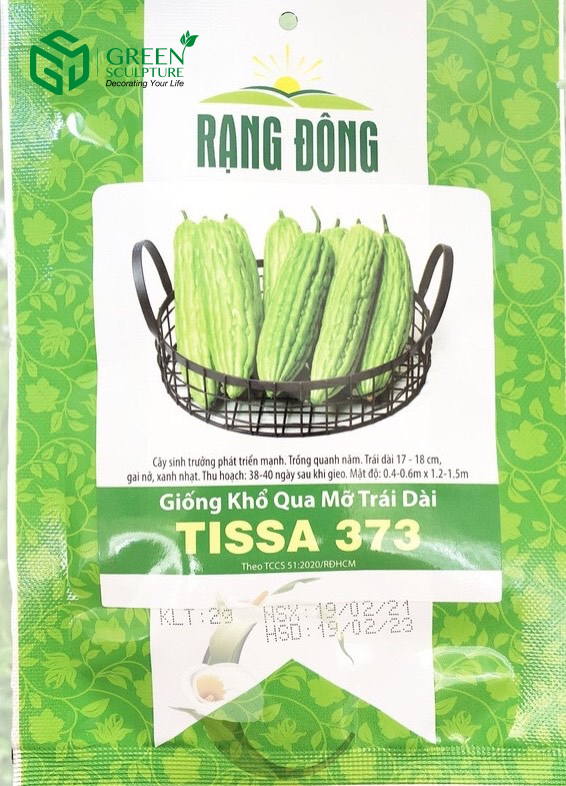 GREEN
SCULPTURE
Decorating Your Life
RẠNG ĐÔNG
Cây sinh trưởng phát triển mạnh. Trồng quanh năm. Trái dài 17 - 18 cm,
gai nở, xanh nhạt. Thu hoạch: 38-40 ngày sau khi gieo. Mật độ: 0.4-0.6m x 1.2-1.5m
Giống Khổ Qua Mỡ Trái Dài
TISSA 373
Theo TCCS 51:2020/RĐHCM
KLT:2g NSX:19/02/21
HSD:19/02/23